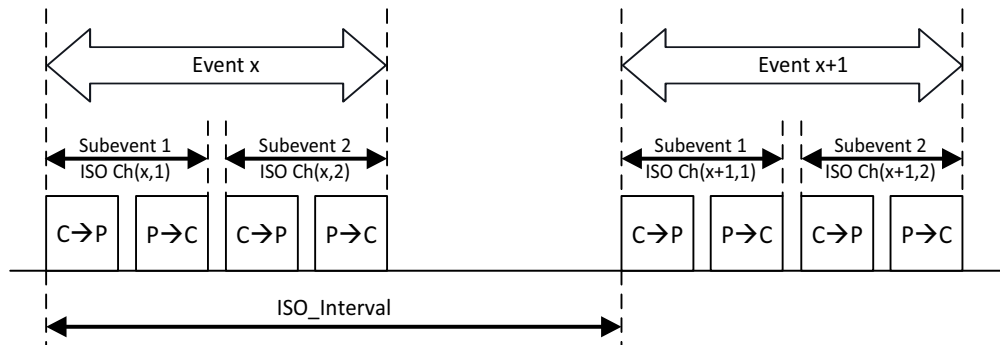 Event x
Event x+1
Subevent 1
ISO Ch(x,1)
Subevent 2
ISO Ch(x,2)
Subevent 1
ISO Ch(x+1,1)
Subevent 2
ISO Ch(x+1,2)
C→P
P→C
C→P
P→C
C→P
P→C
C→P
P→C
ISO_Interval